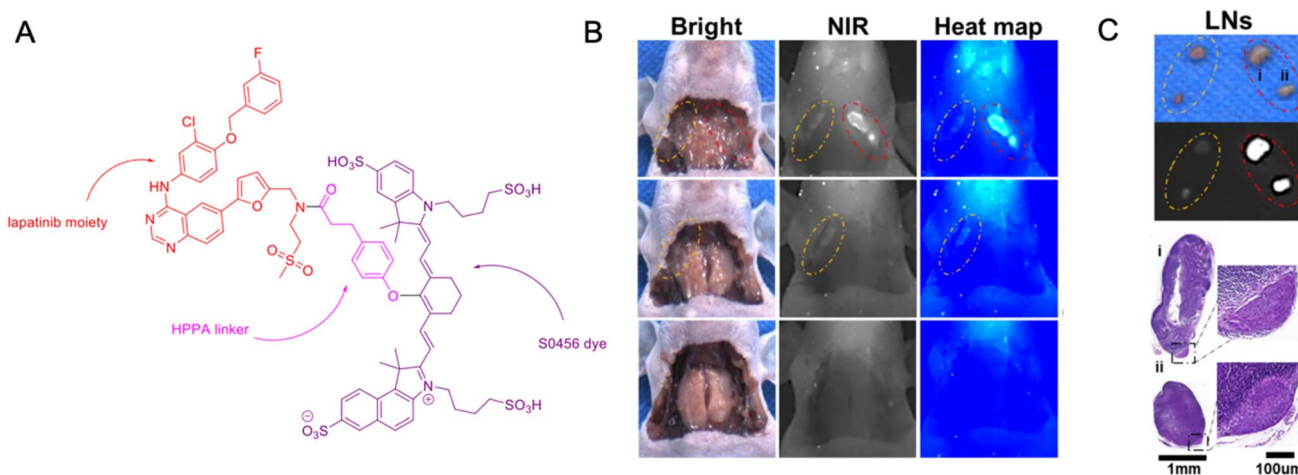 A
F
Cl
O
HN
N
N
O
N
O
S
O
O
lapatinib moiety
HPPA linker
HO3S
N
SO3H
O
S0456 dye
N
⊕
SO3H
⊖
O3S
B
Bright
NIR
Heat map
C
LNs
i
ii
i
ii
1mm
100um